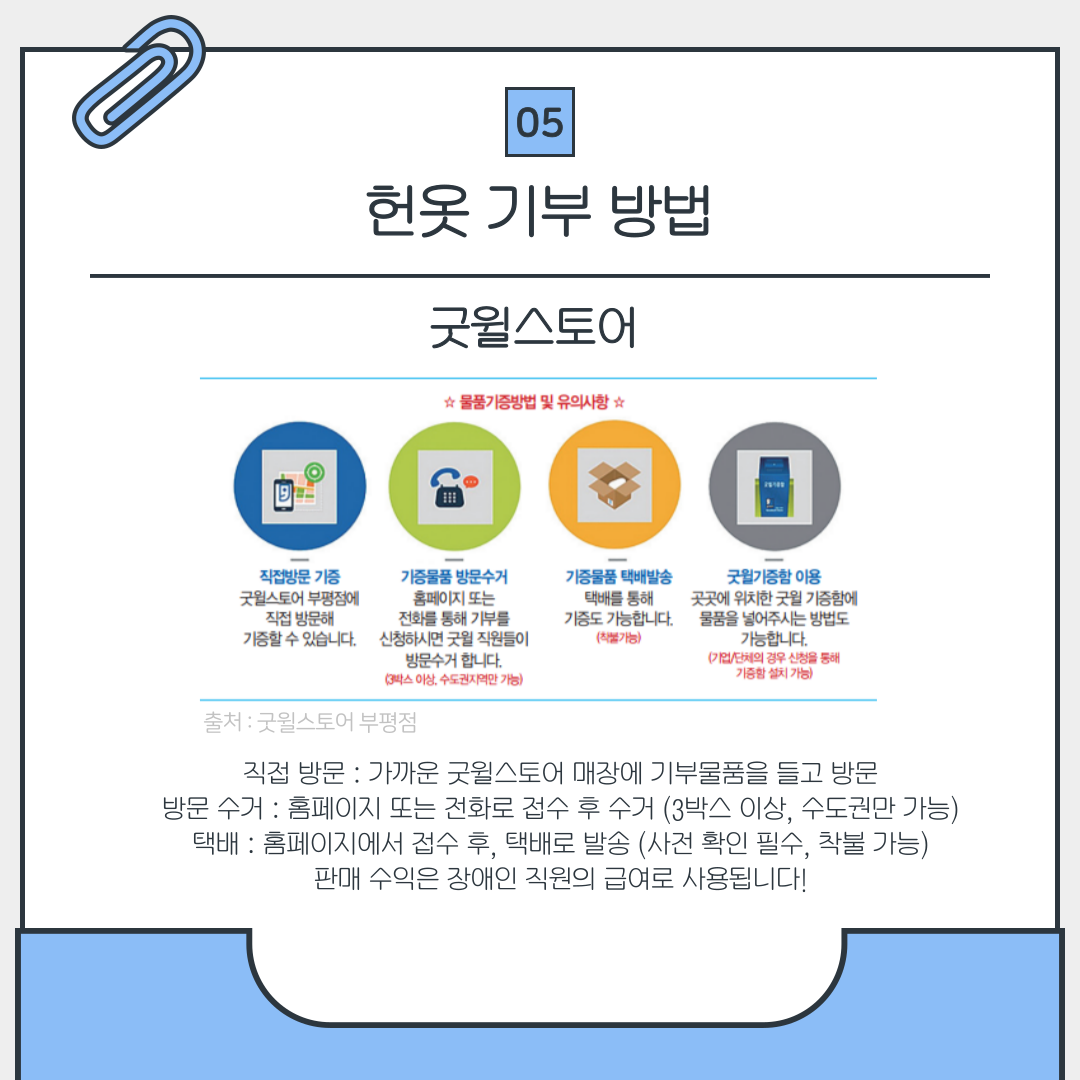 05
헌옷 기부 방법
굿윌스토어
☆ 물품기증방법 및 유의사항 ☆
직접방문 기증
굿윌스토어 부평점에
직접 방문해
기증할 수 있습니다.
기증물품 방문수거
홈페이지 또는
전화를 통해 기부를
신청하시면 굿윌 직원들이
방문수거 합니다.
(3박스 이상, 수도권지역만 가능)
기증물품 택배발송
택배를 통해
기증도 가능합니다.
(착불가능)
굿윌기증함 이용
곳곳에 위치한 굿윌 기증함에
물품을 넣어주시는 방법도
가능합니다.
(기업/단체의 경우 신청을 통해
기증함 설치 가능)
출처 : 굿윌스토어 부평점
직접 방문 : 가까운 굿윌스토어 매장에 기부물품을 들고 방문
방문 수거 : 홈페이지 또는 전화로 접수 후 수거 (3박스 이상, 수도권만 가능)
택배 : 홈페이지에서 접수 후, 택배로 발송 (사전 확인 필수, 착불 가능)
판매 수익은 장애인 직원의 급여로 사용됩니다!